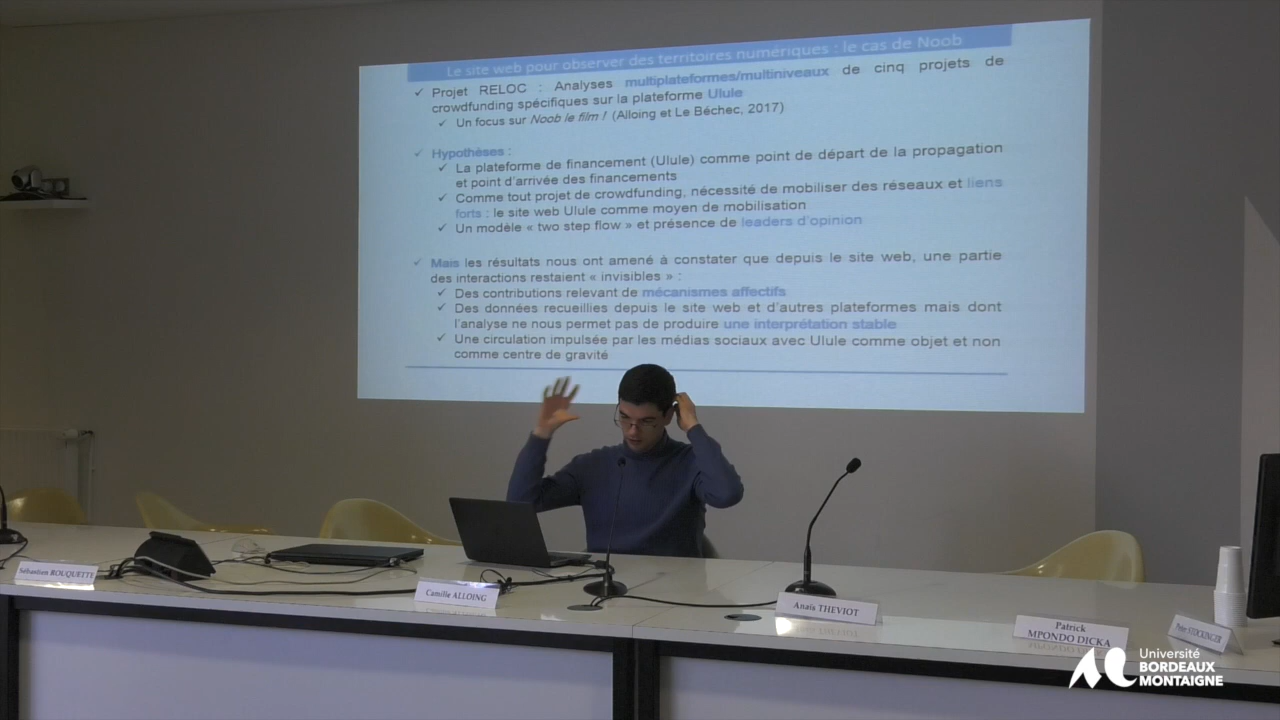 Le site web pour observer des territoires numériques : le cas de Noob
✓ Projet RELOC : Analyses multiplateformes/multiniveaux de cinq projets de
crowdfunding spécifiques sur la plateforme Ulule
✓ Un focus sur Noob le film ! (Alloing et Le Béchec, 2017)
✓ Hypothèses :
✓ La plateforme de financement (Ulule) comme point de départ de la propagation
et point d'arrivée des financements
✓ Comme tout projet de crowdfunding, nécessité de mobiliser des réseaux et liens
forts : le site web Ulule comme moyen de mobilisation
✓ Un modèle « two step flow » et présence de leaders d'opinion
✓ Mais les résultats nous ont amené à constater que depuis le site web, une partie
des interactions restaient « invisibles » :
✓ Des contributions relevant de mécanismes affectifs
✓ Des données recueillies depuis le site web et d'autres plateformes mais dont
l'analyse ne nous permet pas de produire une interprétation stable
✓ Une circulation impulsée par les médias sociaux avec Ulule comme objet et non
comme centre de gravité
Sébastien ROUQUETTE
Camille ALLOING
Anaïs THEVIOT
Patrick
MPONDO DICKA
Peter STOCKINGER
Université
BORDEAUX
MONTAIGNE